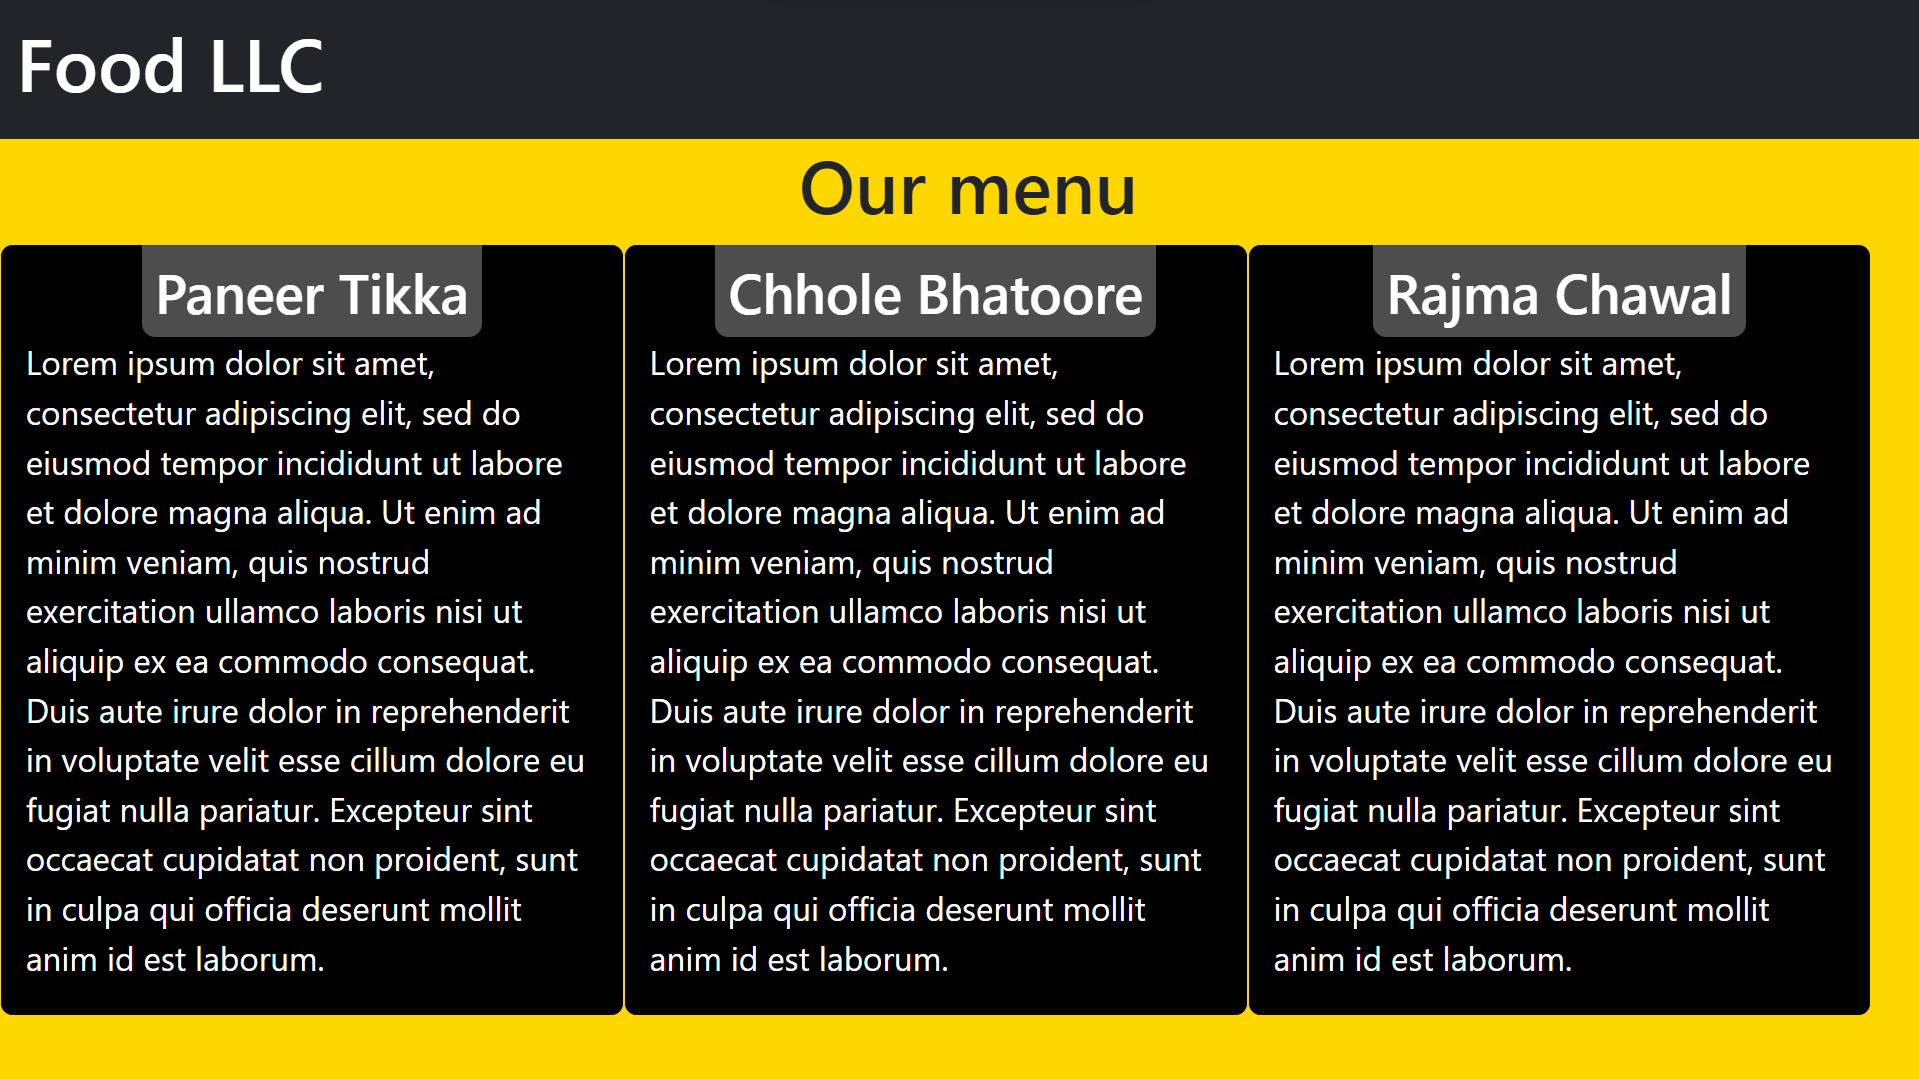 Food LLC
Our menu
Paneer Tikka
Lorem ipsum dolor sit amet,
consectetur adipiscing elit, sed do
eiusmod tempor incididunt ut labore
et dolore magna aliqua. Ut enim ad
minim veniam, quis nostrud
exercitation ullamco laboris nisi ut
aliquip ex ea commodo consequat.
Duis aute irure dolor in reprehenderit
in voluptate velit esse cillum dolore eu
fugiat nulla pariatur. Excepteur sint
occaecat cupidatat non proident, sunt
in culpa qui officia deserunt mollit
anim id est laborum.
Chhole Bhatoore
Lorem ipsum dolor sit amet,
consectetur adipiscing elit, sed do
eiusmod tempor incididunt ut labore
et dolore magna aliqua. Ut enim ad
minim veniam, quis nostrud
exercitation ullamco laboris nisi ut
aliquip ex ea commodo consequat.
Duis aute irure dolor in reprehenderit
in voluptate velit esse cillum dolore eu
fugiat nulla pariatur. Excepteur sint
occaecat cupidatat non proident, sunt
in culpa qui officia deserunt mollit
anim id est laborum.
Rajma Chawal
Lorem ipsum dolor sit amet,
consectetur adipiscing elit, sed do
eiusmod tempor incididunt ut labore
et dolore magna aliqua. Ut enim ad
minim veniam, quis nostrud
exercitation ullamco laboris nisi ut
aliquip ex ea commodo consequat.
Duis aute irure dolor in reprehenderit
in voluptate velit esse cillum dolore eu
fugiat nulla pariatur. Excepteur sint
occaecat cupidatat non proident, sunt
in culpa qui officia deserunt mollit
anim id est laborum.